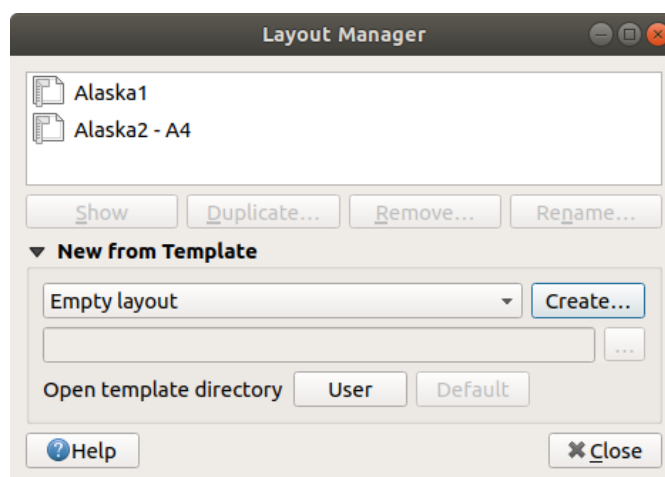 Layout Manager
Alaska1
Alaska2 - A4
Show Duplicate... Remove... Rename...
New from Template
Empty layout Create...
...
Open template directory User Default
Help Close